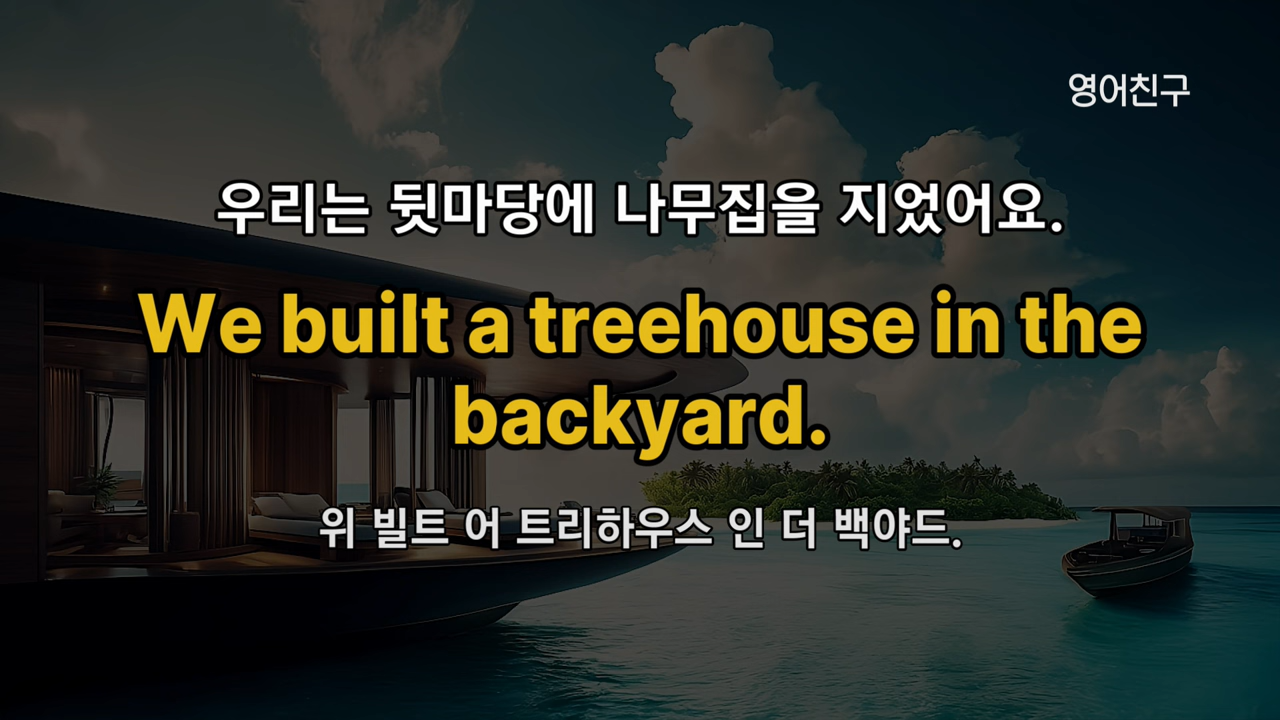 영어친구
우리는 뒷마당에 나무집을 지었어요.
We built a treehouse in the
backyard.
위 빌트 어 트리하우스 인 더 백야드.